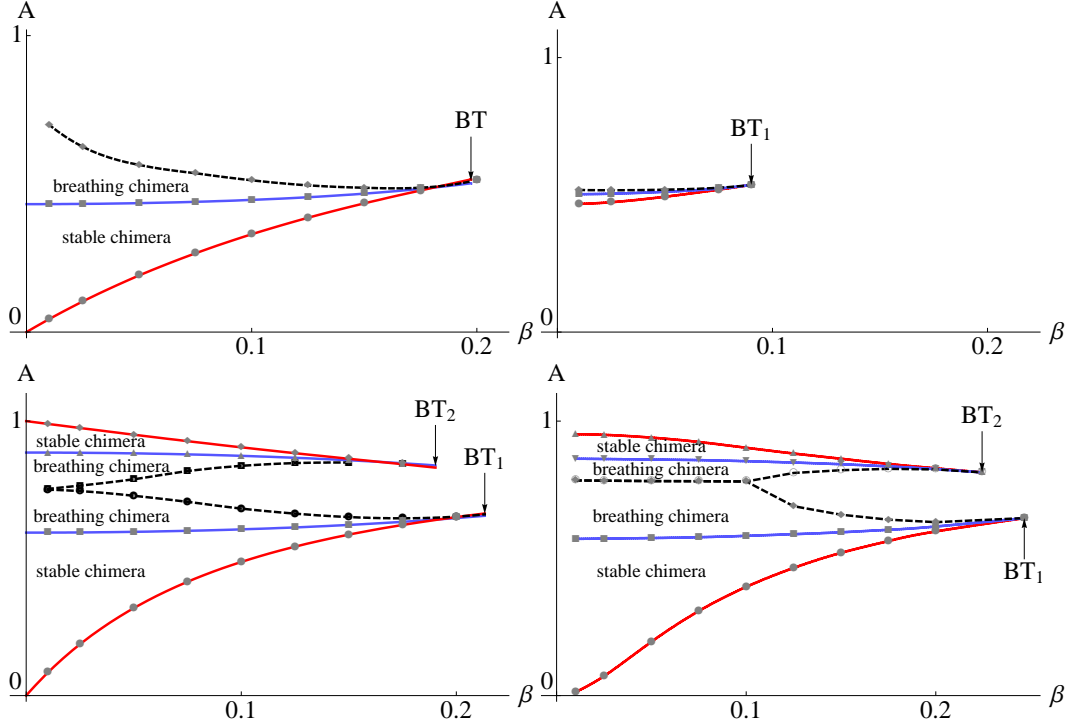 A
1
BT
breathing chimera
stable chimera
0
0.1
0.2
β
A
1
BT1
0
0.1
0.2
β
A
1
BT2
stable chimera
breathing chimera
BT1
breathing chimera
stable chimera
0
0.1
0.2
β
A
1
BT2
stable chimera
breathing chimera
breathing chimera
stable chimera
BT1
0
0.1
0.2
β